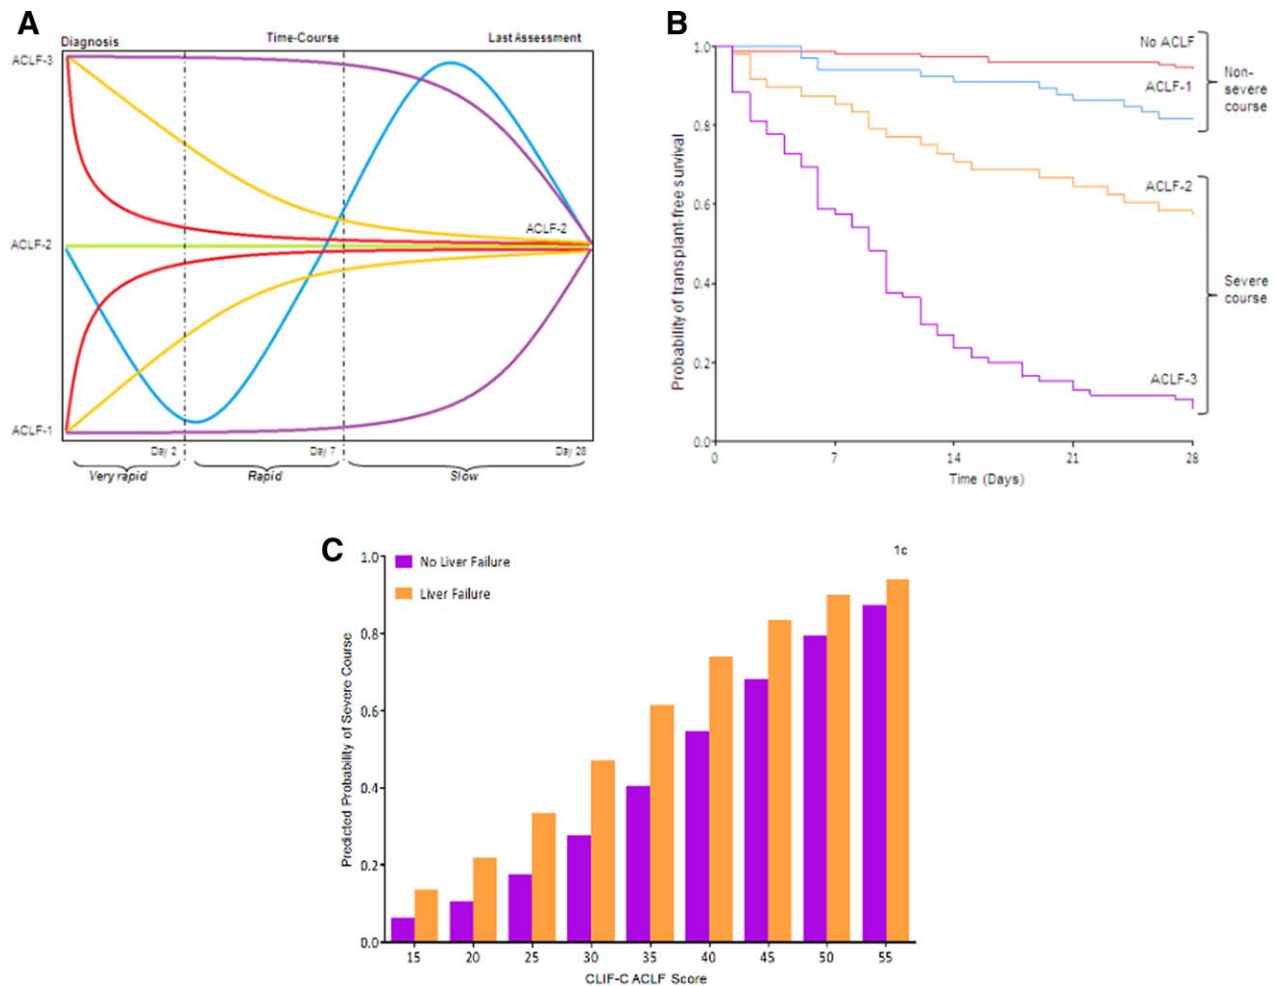 A
Diagnosis
Time-Course
Last Assessment
ACLF-3
ACLF-2
ACLF-2
ACLF-1
Day 2
Day 7
Day 28
Very rapid
Rapid
Slow
B
Probability of transplant-free survival
1.0
0.8
0.6
0.4
0.2
0.0
0
7
14
21
28
Time (Days)
No ACLF
ACLF-1
ACLF-2
ACLF-3
Non-
severe
course
Severe
course
C
1c
No Liver Failure
Liver Failure
Predicted Probability of Severe Course
1.0
0.8
0.6
0.4
0.2
0.0
15
20
25
30
35
40
45
50
55
CLIF-C ACLF Score